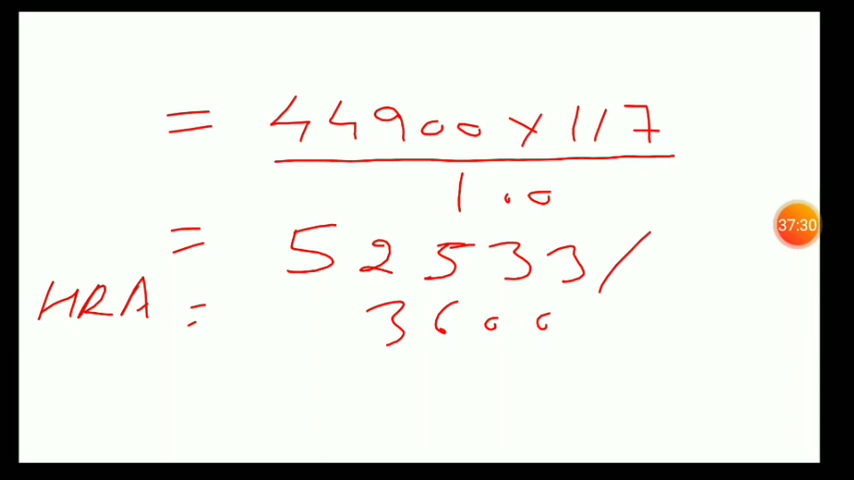 = 44900 x 117
100
= 52533/
HRA = 3600
37:30